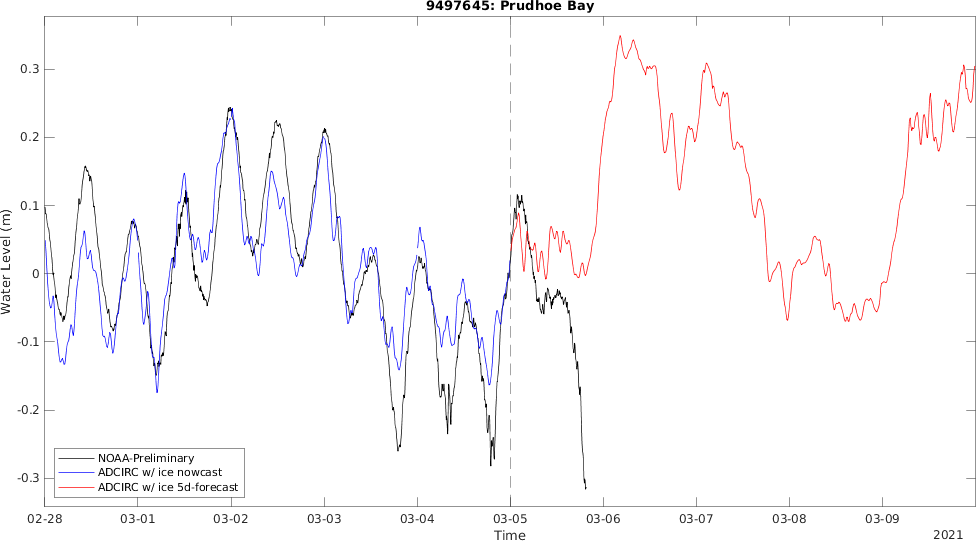 9497645: Prudhoe Bay
Water Level (m)
0.3
0.2
0.1
0
-0.1
-0.2
-0.3
NOAA-Preliminary
ADCIRC w/ ice nowcast
ADCIRC w/ ice 5d-forecast
02-28 03-01 03-02 03-03 03-04 03-05 03-06 03-07 03-08 03-09
Time
2021